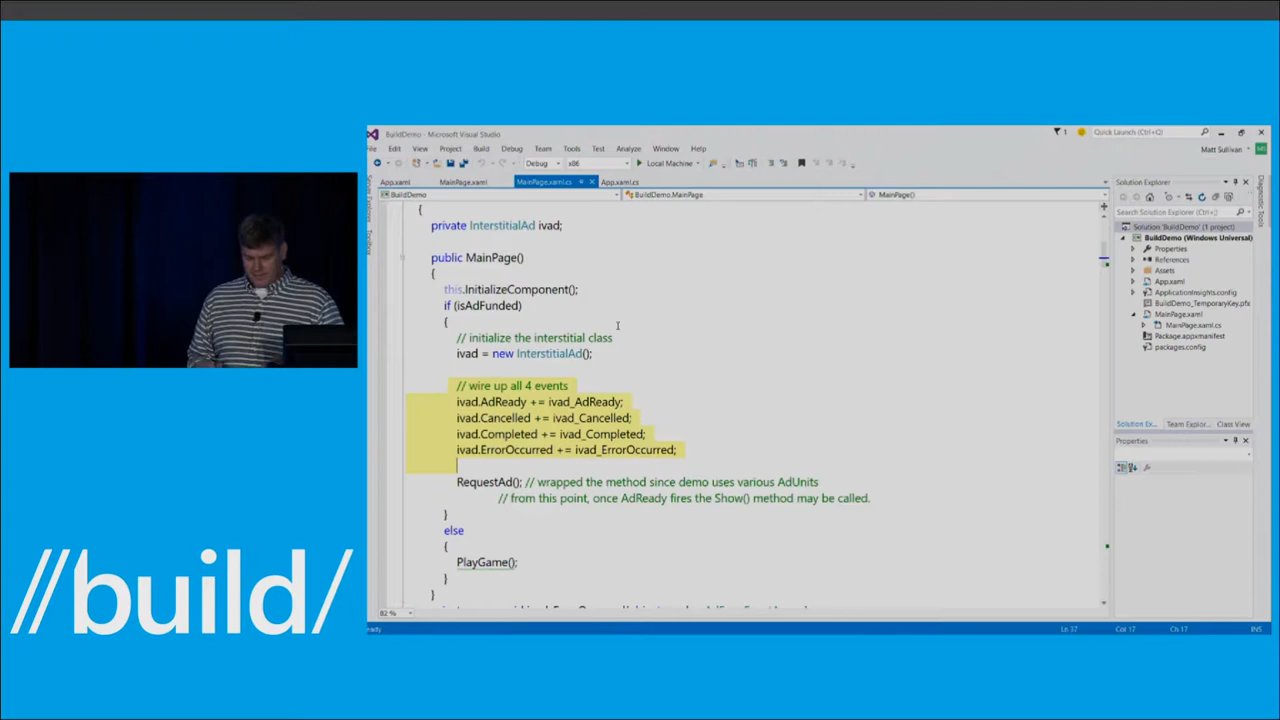 BuildDemo - Microsoft Visual Studio
1
Quick Launch (Ctrl+Q)
File Edit View Project Build Debug Team Tools Test Analyze Window Help
Matt Sullivan
Debug x86 Local Machine
App.xaml MainPage.xaml MainPage.xaml.cs App.xaml.cs
BuildDemo BuildDemo.MainPage MainPage()
Server Explorer
Toolbox
{
private InterstitialAd ivad;
public MainPage()
{
this.InitializeComponent();
if (isAdFunded)
{
// initialize the interstitial class
ivad = new InterstitialAd();
// wire up all 4 events
ivad.AdReady += ivad_AdReady;
ivad.Cancelled += ivad_Cancelled;
ivad.Completed += ivad_Completed;
ivad.ErrorOccurred += ivad_ErrorOccurred;
RequestAd(); // wrapped the method since demo uses various AdUnits
// from this point, once AdReady fires the Show() method may be called.
}
else
{
PlayGame();
}
}
82 %
Ready
Ln 37 Col 17 Ch 17 INS
Solution Explorer
Search Solution Explorer (Ctrl+;)
Solution 'BuildDemo' (1 project)
BuildDemo (Windows Universal)
Properties
References
Assets
App.xaml
ApplicationInsights.config
BuildDemo_TemporaryKey.pfx
MainPage.xaml
MainPage.xaml.cs
Package.appxmanifest
packages.config
Solution Ex... Team Explor... Class View
Properties
Diagnostic Tools
//build/